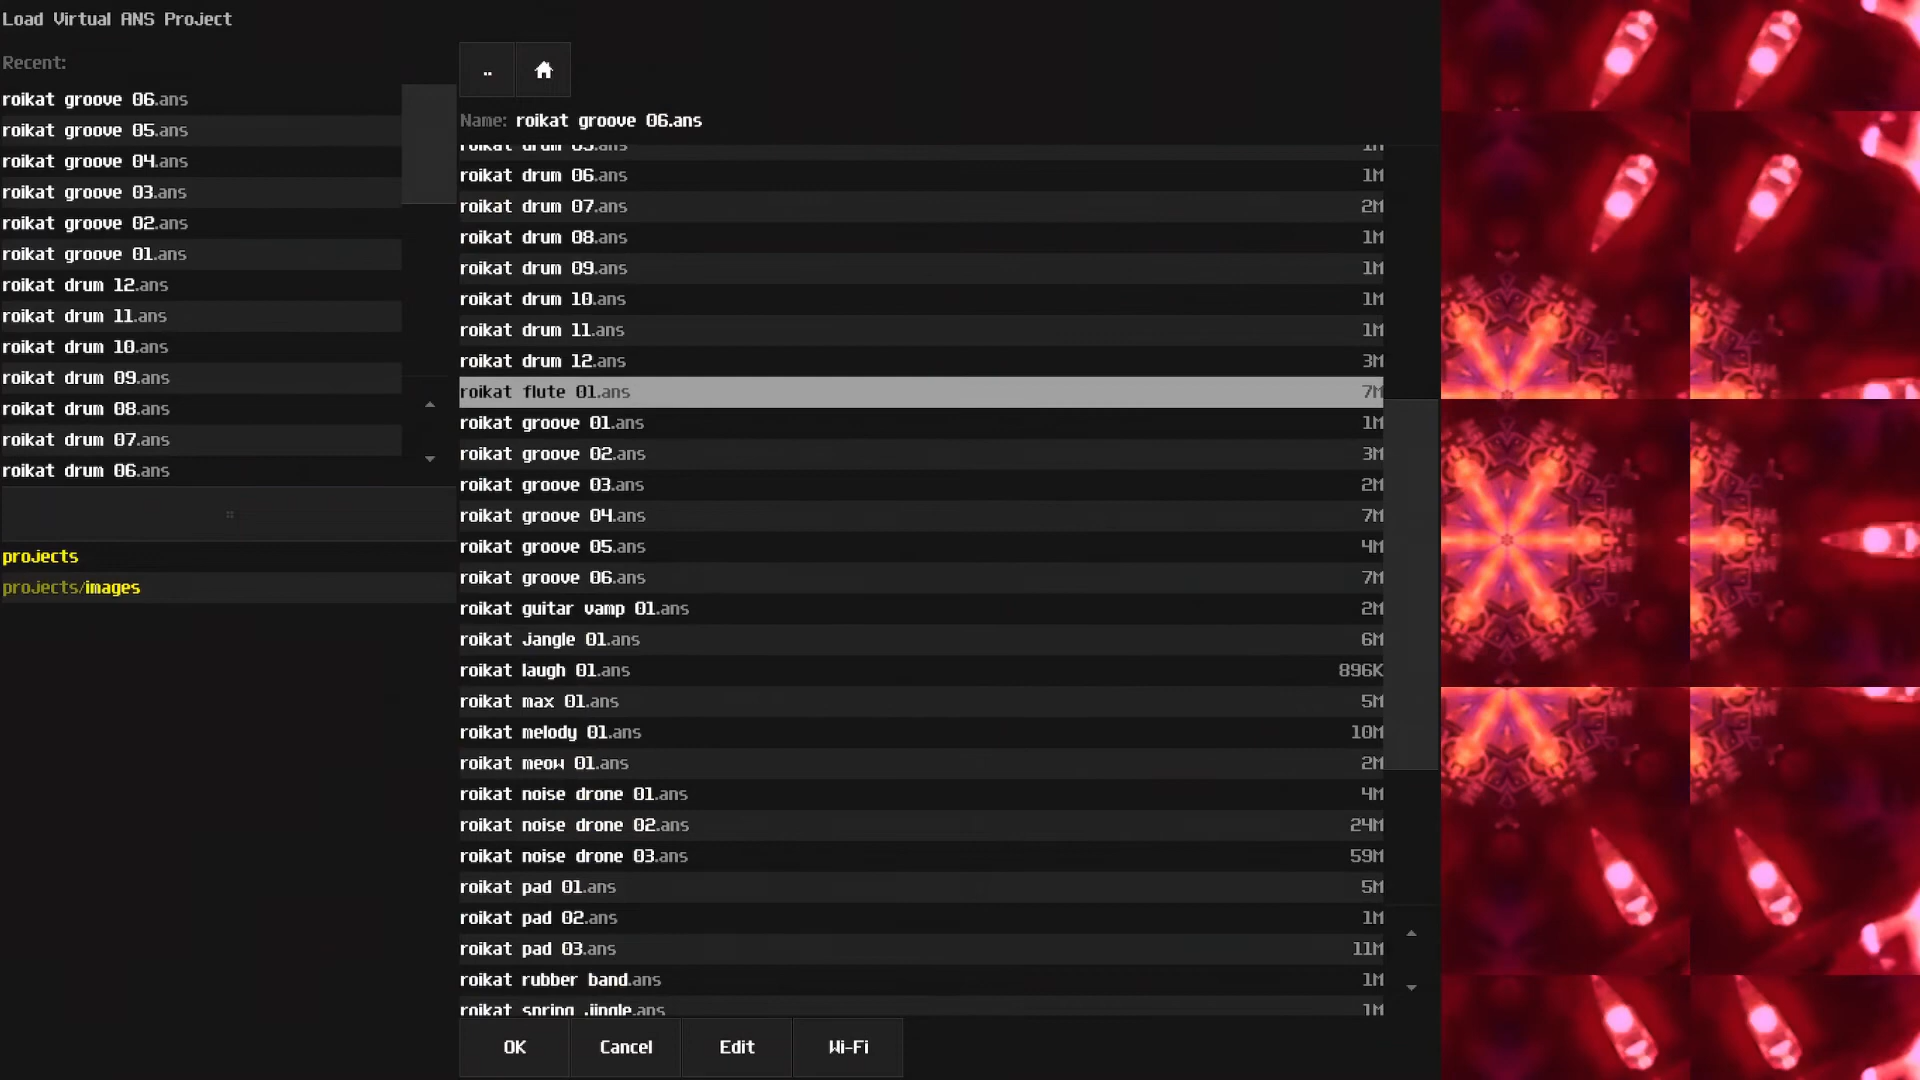 Load Virtual ANS Project
Recent:
roikat groove 06.ans
roikat groove 05.ans
roikat groove 04.ans
roikat groove 03.ans
roikat groove 02.ans
roikat groove 01.ans
roikat drum 12.ans
roikat drum 11.ans
roikat drum 10.ans
roikat drum 09.ans
roikat drum 08.ans
roikat drum 07.ans
roikat drum 06.ans
projects
projects/images
..
Name: roikat groove 06.ans
roikat drum 05.ans 1M
roikat drum 06.ans 1M
roikat drum 07.ans 2M
roikat drum 08.ans 1M
roikat drum 09.ans 1M
roikat drum 10.ans 1M
roikat drum 11.ans 1M
roikat drum 12.ans 3M
roikat flute 01.ans 7M
roikat groove 01.ans 1M
roikat groove 02.ans 3M
roikat groove 03.ans 2M
roikat groove 04.ans 7M
roikat groove 05.ans 4M
roikat groove 06.ans 7M
roikat guitar vamp 01.ans 2M
roikat jangle 01.ans 6M
roikat laugh 01.ans 896K
roikat max 01.ans 5M
roikat melody 01.ans 10M
roikat meow 01.ans 2M
roikat noise drone 01.ans 4M
roikat noise drone 02.ans 24M
roikat noise drone 03.ans 59M
roikat pad 01.ans 5M
roikat pad 02.ans 1M
roikat pad 03.ans 11M
roikat rubber band.ans 1M
roikat spring jingle.ans 1M
OK Cancel Edit Wi-Fi